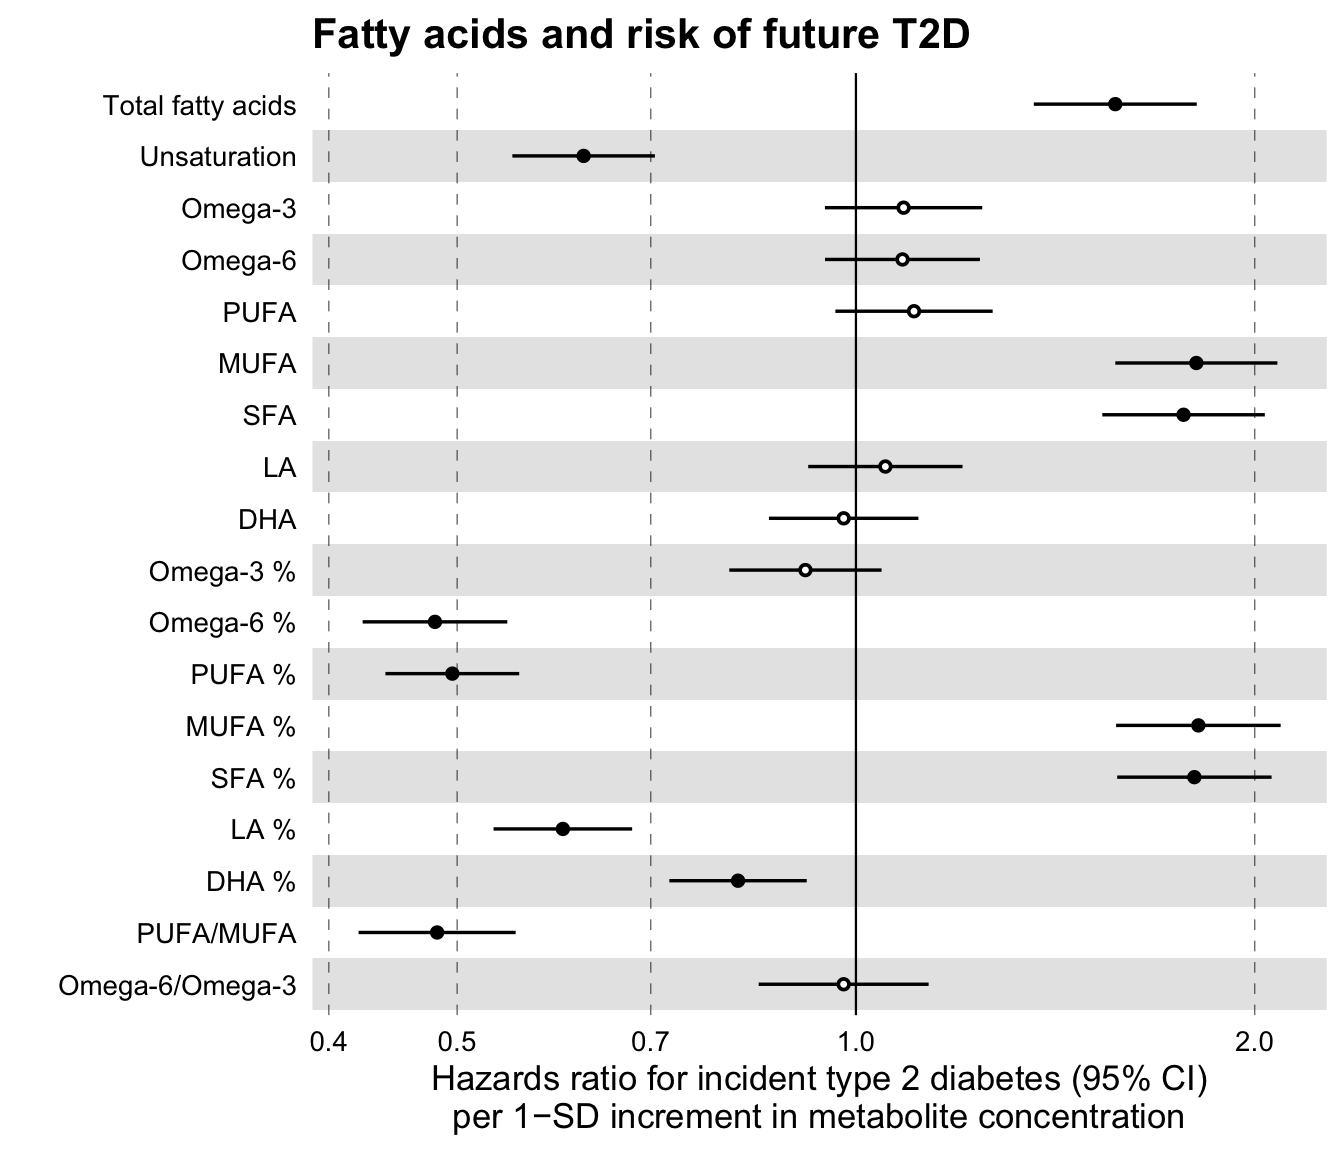 Fatty acids and risk of future T2D
Total fatty acids
Unsaturation
Omega-3
Omega-6
PUFA
MUFA
SFA
LA
DHA
Omega-3 %
Omega-6 %
PUFA %
MUFA %
SFA %
LA %
DHA %
PUFA/MUFA
Omega-6/Omega-3
0.4 0.5 0.7 1.0 2.0
Hazards ratio for incident type 2 diabetes (95% CI)
per 1−SD increment in metabolite concentration